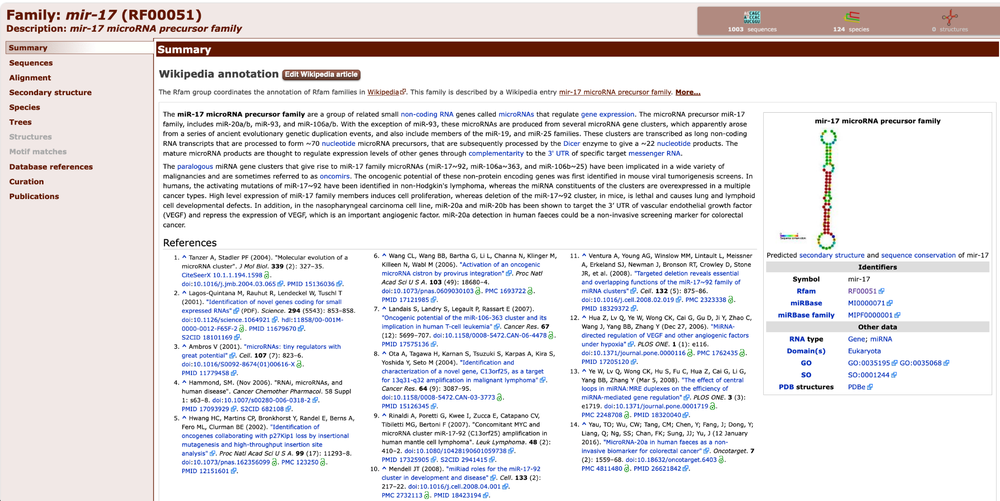 Family: mir-17 (RF00051)
Description: mir-17 microRNA precursor family
1003 sequences
124 species
0 structures
Summary
Sequences
Alignment
Secondary structure
Species
Trees
Structures
Motif matches
Database references
Curation
Publications
Summary
Wikipedia annotation Edit Wikipedia article
The Rfam group coordinates the annotation of Rfam families in Wikipedia. This family is described by a Wikipedia entry mir-17 microRNA precursor family. More...
The miR-17 microRNA precursor family are a group of related small non-coding RNA genes called microRNAs that regulate gene expression. The microRNA precursor miR-17
family, includes miR-20a/b, miR-93, and miR-106a/b. With the exception of miR-93, these microRNAs are produced from several microRNA gene clusters, which apparently arose
from a series of ancient evolutionary genetic duplication events, and also include members of the miR-19, and miR-25 families. These clusters are transcribed as long non-coding
RNA transcripts that are processed to form ~70 nucleotide microRNA precursors, that are subsequently processed by the Dicer enzyme to give a ~22 nucleotide products. The
mature microRNA products are thought to regulate expression levels of other genes through complementarity to the 3' UTR of specific target messenger RNA.
The paralogous miRNA gene clusters that give rise to miR-17 family microRNAs (miR-17~92, miR-106a~363, and miR-106b~25) have been implicated in a wide variety of
malignancies and are sometimes referred to as oncomirs. The oncogenic potential of these non-protein encoding genes was first identified in mouse viral tumorigenesis screens. In
humans, the activating mutations of miR-17~92 have been identified in non-Hodgkin's lymphoma, whereas the miRNA constituents of the clusters are overexpressed in a multiple
cancer types. High level expression of miR-17 family members induces cell proliferation, whereas deletion of the miR-17~92 cluster, in mice, is lethal and causes lung and lymphoid
cell developmental defects. In addition, in the nasopharyngeal carcinoma cell line, miR-20a and miR-20b has been shown to target the 3′ UTR of vascular endothelial growth factor
(VEGF) and repress the expression of VEGF, which is an important angiogenic factor. miR-20a detection in human faeces could be a non-invasive screening marker for colorectal
cancer.
References
1. ^ Tanzer A, Stadler PF (2004). "Molecular evolution of a
microRNA cluster". J Mol Biol. 339 (2): 327–35.
CiteSeerX 10.1.1.194.1598.
doi:10.1016/j.jmb.2004.03.065. PMID 15136036.
2. ^ Lagos-Quintana M, Rauhut R, Lendeckel W, Tuschl T
(2001). "Identification of novel genes coding for small
expressed RNAs" (PDF). Science. 294 (5543): 853–858.
doi:10.1126/science.1064921. hdl:11858/00-001M-
0000-0012-F65F-2. PMID 11679670.
S2CID 18101169.
3. ^ Ambros V (2001). "microRNAs: tiny regulators with
great potential". Cell. 107 (7): 823–6.
doi:10.1016/S0092-8674(01)00616-X.
PMID 11779458.
4. ^ Hammond, SM. (Nov 2006). "RNAi, microRNAs, and
human disease". Cancer Chemother Pharmacol. 58 Suppl
1: s63–8. doi:10.1007/s00280-006-0318-2.
PMID 17093929. S2CID 682108.
5. ^ Hwang HC, Martins CP, Bronkhorst Y, Randel E, Berns A,
Fero ML, Clurman BE (2002). "Identification of
oncogenes collaborating with p27Kip1 loss by insertional
mutagenesis and high-throughput insertion site
analysis". Proc Natl Acad Sci U S A. 99 (17): 11293–8.
doi:10.1073/pnas.162356099. PMC 123250.
PMID 12151601.
6. ^ Wang CL, Wang BB, Bartha G, Li L, Channa N, Klinger M,
Killeen N, Wabl M (2006). "Activation of an oncogenic
microRNA cistron by provirus integration". Proc Natl
Acad Sci U S A. 103 (49): 18680–4.
doi:10.1073/pnas.0609030103. PMC 1693722.
PMID 17121985.
7. ^ Landais S, Landry S, Legault P, Rassart E (2007).
"Oncogenic potential of the miR-106-363 cluster and its
implication in human T-cell leukemia". Cancer Res. 67
(12): 5699–707. doi:10.1158/0008-5472.CAN-06-4478.
PMID 17575136.
8. ^ Ota A, Tagawa H, Karnan S, Tsuzuki S, Karpas A, Kira S,
Yoshida Y, Seto M (2004). "Identification and
characterization of a novel gene, C13orf25, as a target
for 13q31-q32 amplification in malignant lymphoma".
Cancer Res. 64 (9): 3087–95.
doi:10.1158/0008-5472.CAN-03-3773.
PMID 15126345.
9. ^ Rinaldi A, Poretti G, Kwee I, Zucca E, Catapano CV,
Tibiletti MG, Bertoni F (2007). "Concomitant MYC and
microRNA cluster miR-17-92 (C13orf25) amplification in
human mantle cell lymphoma". Leuk Lymphoma. 48 (2):
410–2. doi:10.1080/10428190601059738.
PMID 17325905. S2CID 2941415.
10. ^ Mendell JT (2008). "miRiad roles for the miR-17-92
cluster in development and disease". Cell. 133 (2):
217–22. doi:10.1016/j.cell.2008.04.001.
PMC 2732113. PMID 18423194.
11. ^ Ventura A, Young AG, Winslow MM, Lintault L, Meissner
A, Erkeland SJ, Newman J, Bronson RT, Crowley D, Stone
JR, et al. (2008). "Targeted deletion reveals essential
and overlapping functions of the miR-17~92 family of
miRNA clusters". Cell. 132 (5): 875–86.
doi:10.1016/j.cell.2008.02.019. PMC 2323338.
PMID 18329372.
12. ^ Hua Z, Lv Q, Ye W, Wong CK, Cai G, Gu D, Ji Y, Zhao C,
Wang J, Yang BB, Zhang Y (Dec 27, 2006). "MiRNA-
directed regulation of VEGF and other angiogenic factors
under hypoxia". PLOS ONE. 1 (1): e116.
doi:10.1371/journal.pone.0000116. PMC 1762435.
PMID 17205120.
13. ^ Ye W, Lv Q, Wong CK, Hu S, Fu C, Hua Z, Cai G, Li G,
Yang BB, Zhang Y (Mar 5, 2008). "The effect of central
loops in miRNA:MRE duplexes on the efficiency of
miRNA-mediated gene regulation". PLOS ONE. 3 (3):
e1719. doi:10.1371/journal.pone.0001719.
PMC 2248708. PMID 18320040.
14. ^ Yau, TO; Wu, CW; Tang, CM; Chen, Y; Fang, J; Dong, Y;
Liang, Q; Ng, SS; Chan, FK; Sung, JJ; Yu, J (12 January
2016). "MicroRNA-20a in human faeces as a non-
invasive biomarker for colorectal cancer". Oncotarget. 7
(2): 1559–68. doi:10.18632/oncotarget.6403.
PMC 4811480. PMID 26621842.
mir-17 microRNA precursor family
Predicted secondary structure and sequence conservation of mir-17
Identifiers
Symbol mir-17
Rfam RF00051
miRBase MI0000071
miRBase family MIPF0000001
Other data
RNA type Gene; miRNA
Domain(s) Eukaryota
GO GO:0035195 GO:0035068
SO SO:0001244
PDB structures PDBe